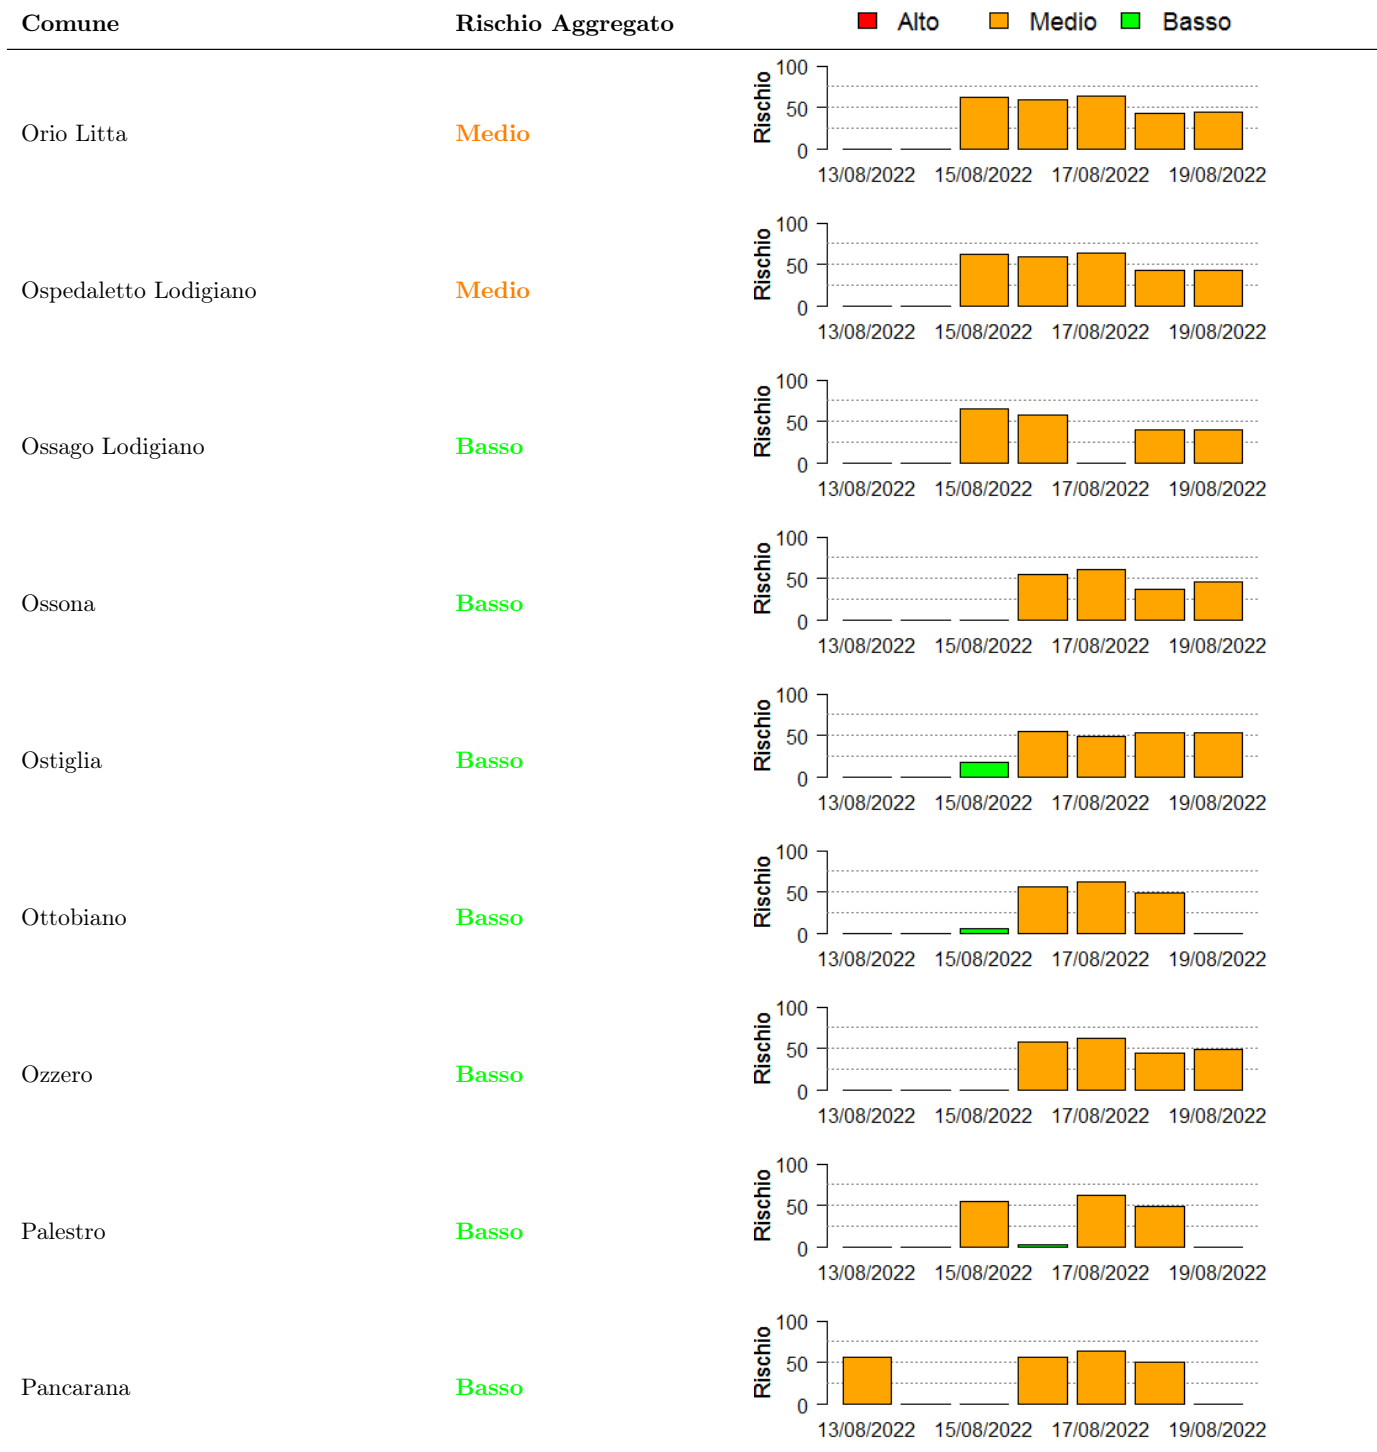 Comune Rischio Aggregato Alto Medio Basso
100
50
0
Rischio
Orio Litta Medio
13/08/2022 15/08/2022 17/08/2022 19/08/2022
100
50
0
Rischio
Ospedaletto Lodigiano Medio
13/08/2022 15/08/2022 17/08/2022 19/08/2022
100
50
0
Rischio
Ossago Lodigiano Basso
13/08/2022 15/08/2022 17/08/2022 19/08/2022
100
50
0
Rischio
Ossona Basso
13/08/2022 15/08/2022 17/08/2022 19/08/2022
100
50
0
Rischio
Ostiglia Basso
13/08/2022 15/08/2022 17/08/2022 19/08/2022
100
50
0
Rischio
Ottobiano Basso
13/08/2022 15/08/2022 17/08/2022 19/08/2022
100
50
0
Rischio
Ozzero Basso
13/08/2022 15/08/2022 17/08/2022 19/08/2022
100
50
0
Rischio
Palestro Basso
13/08/2022 15/08/2022 17/08/2022 19/08/2022
100
50
0
Rischio
Pancarana Basso
13/08/2022 15/08/2022 17/08/2022 19/08/2022